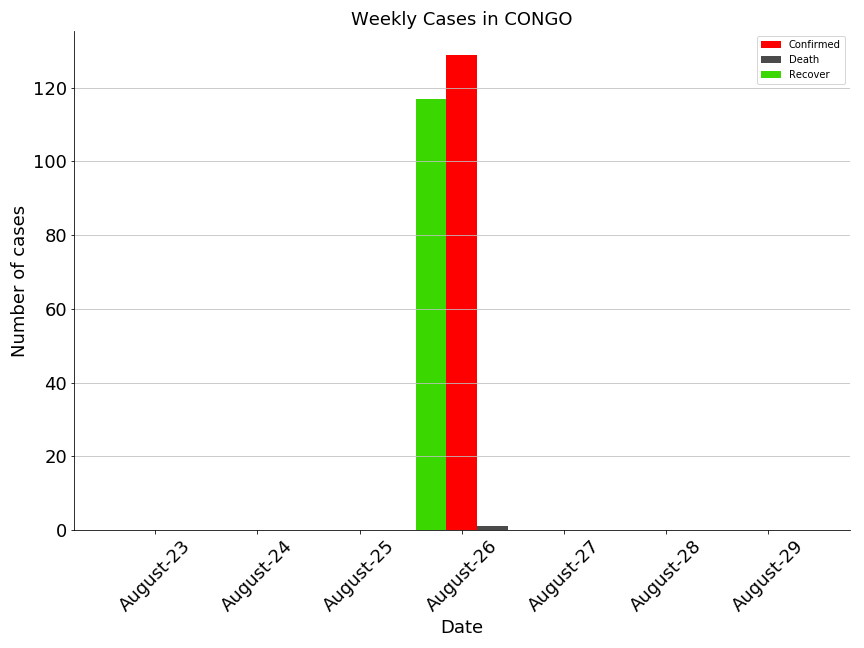 Weekly Cases in CONGO
Confirmed
Death
Recover
Number of cases
120
100
80
60
40
20
0
August-23
August-24
August-25
August-26
August-27
August-28
August-29
Date